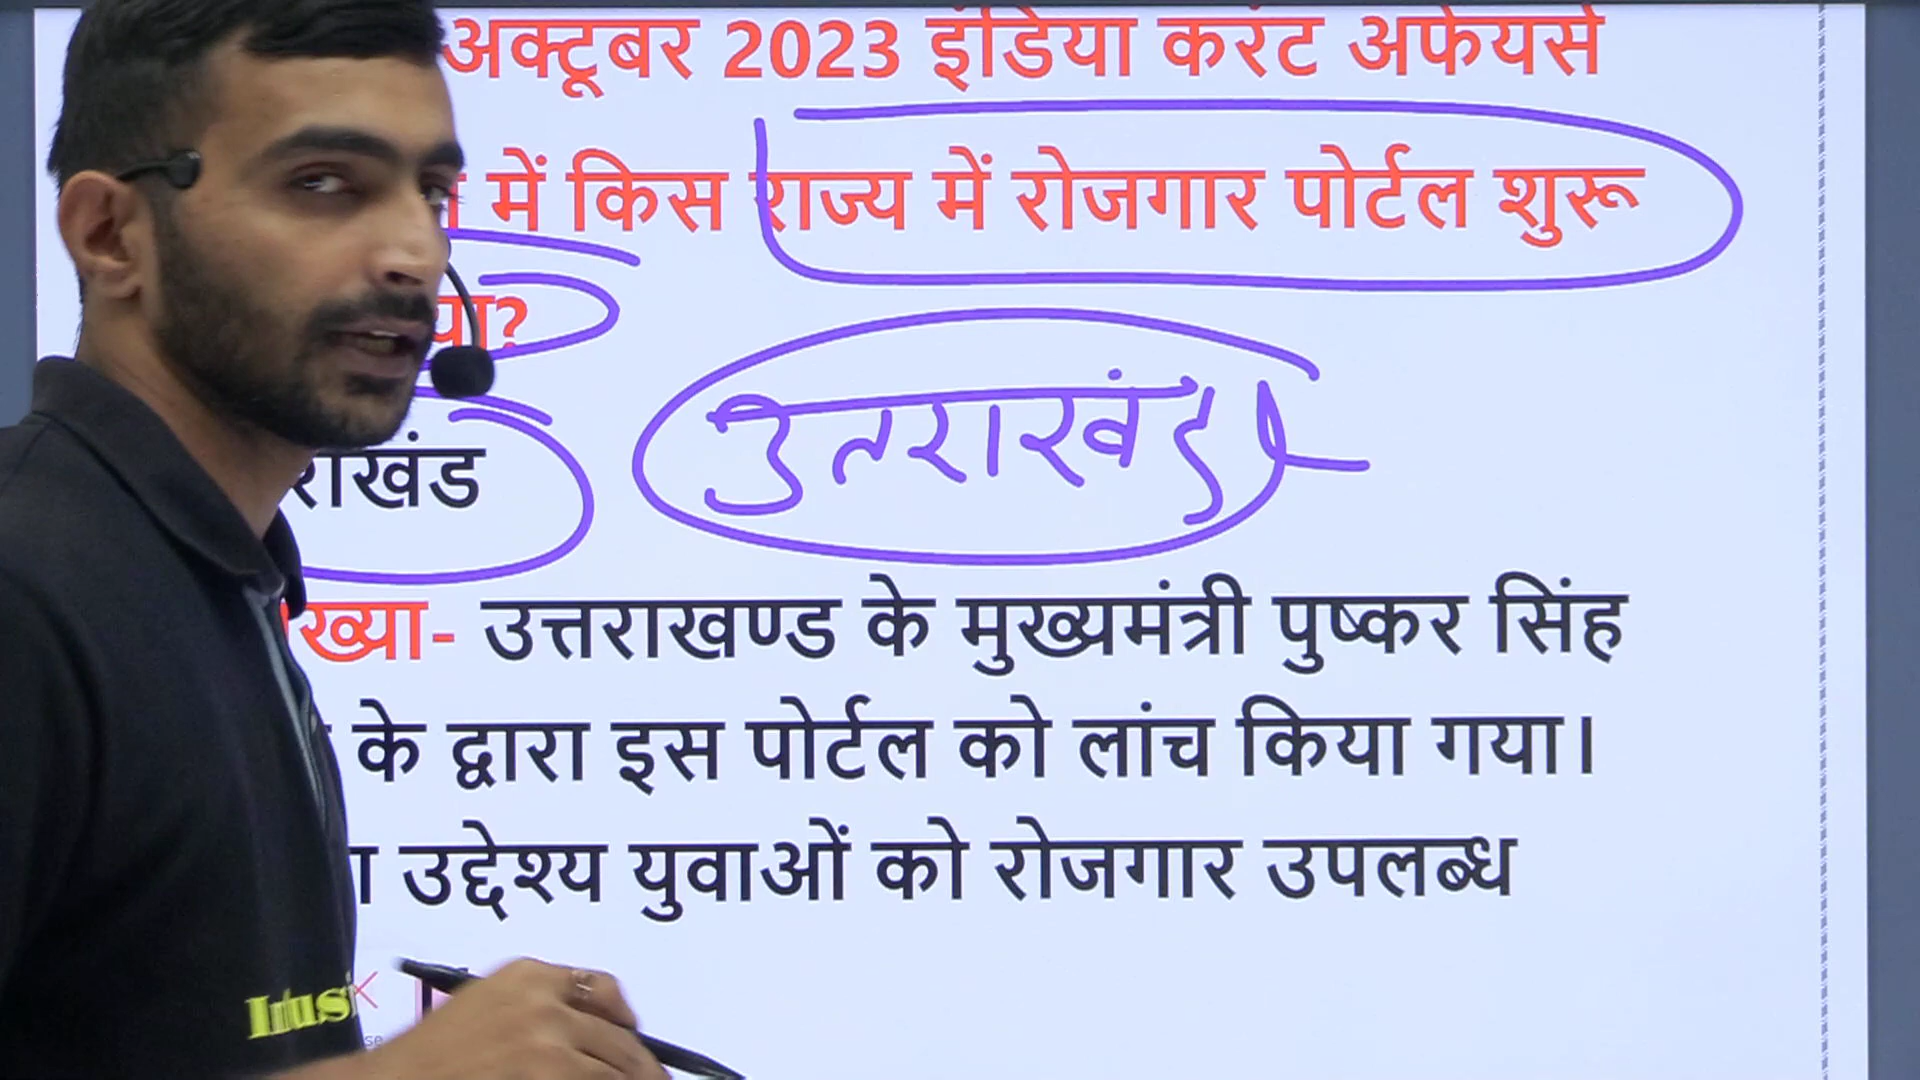 अक्टूबर 2023 इंडिया करंट अफेयर्स
में किस राज्य में रोजगार पोर्टल शुरू
या?
राखंड
उत्तराखंड
ख्या- उत्तराखण्ड के मुख्यमंत्री पुष्कर सिंह
के द्वारा इस पोर्टल को लांच किया गया।
उद्देश्य युवाओं को रोजगार उपलब्ध